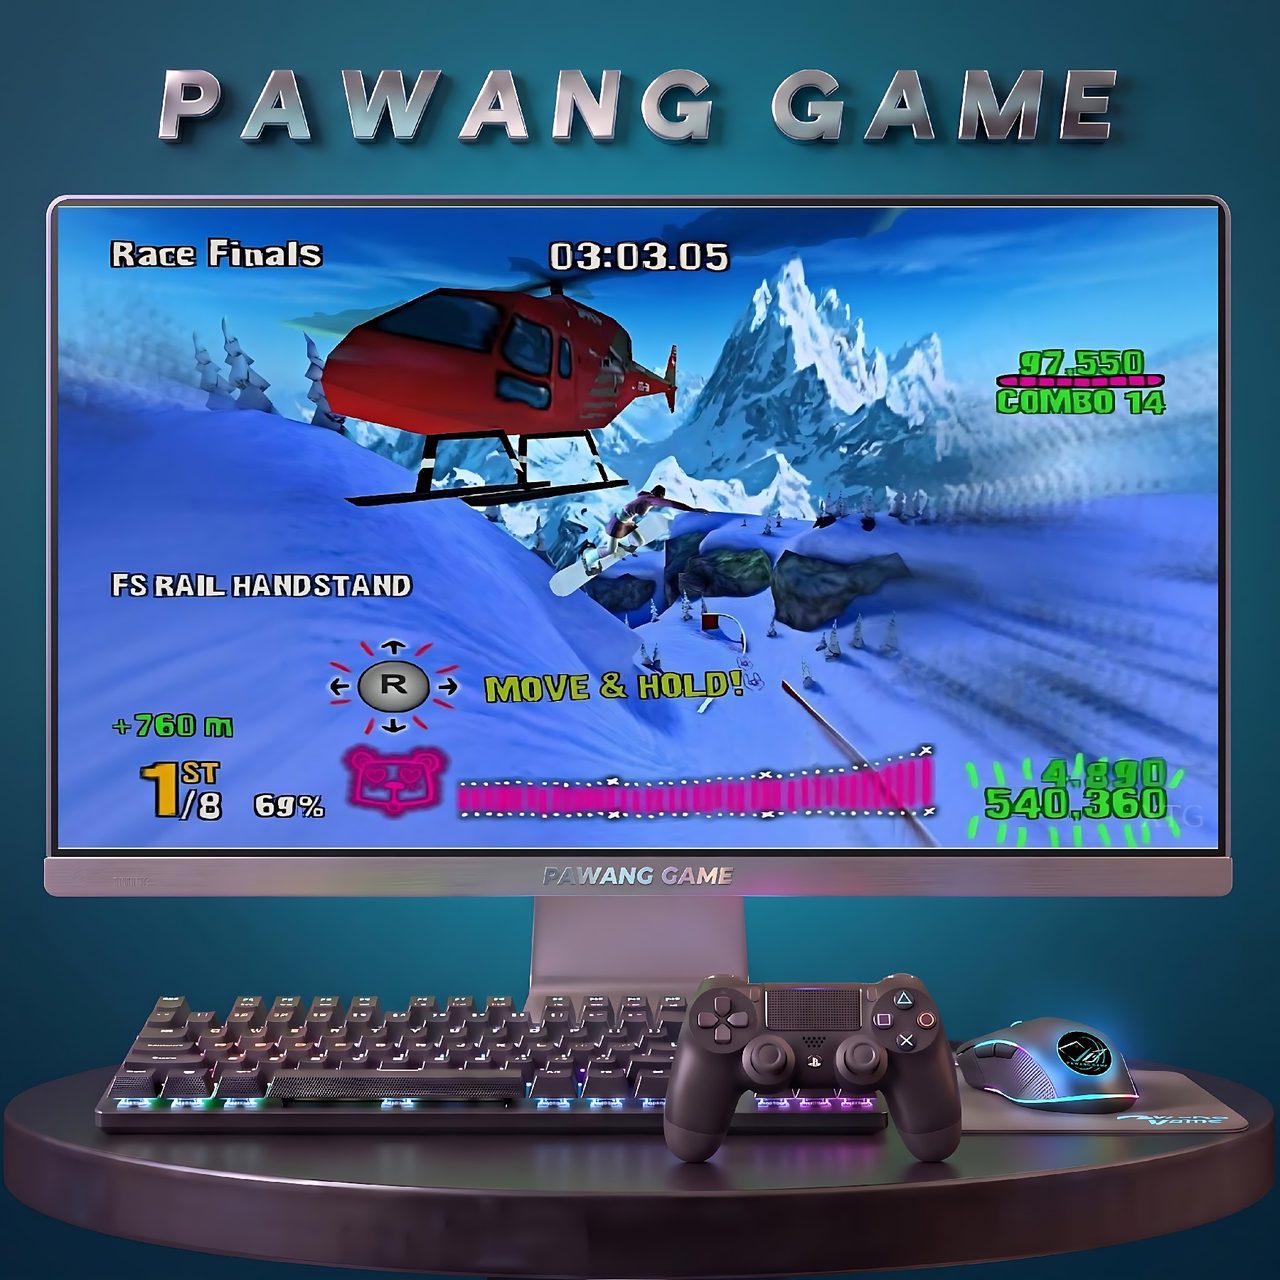 PAWANG GAME
Race Finals
03:03.05
97,550
COMBO 14
FS RAIL HANDSTAND
R
MOVE & HOLD!
+760 m
1ST/8
69%
4,890
540,360
TG
PAWANG GAME